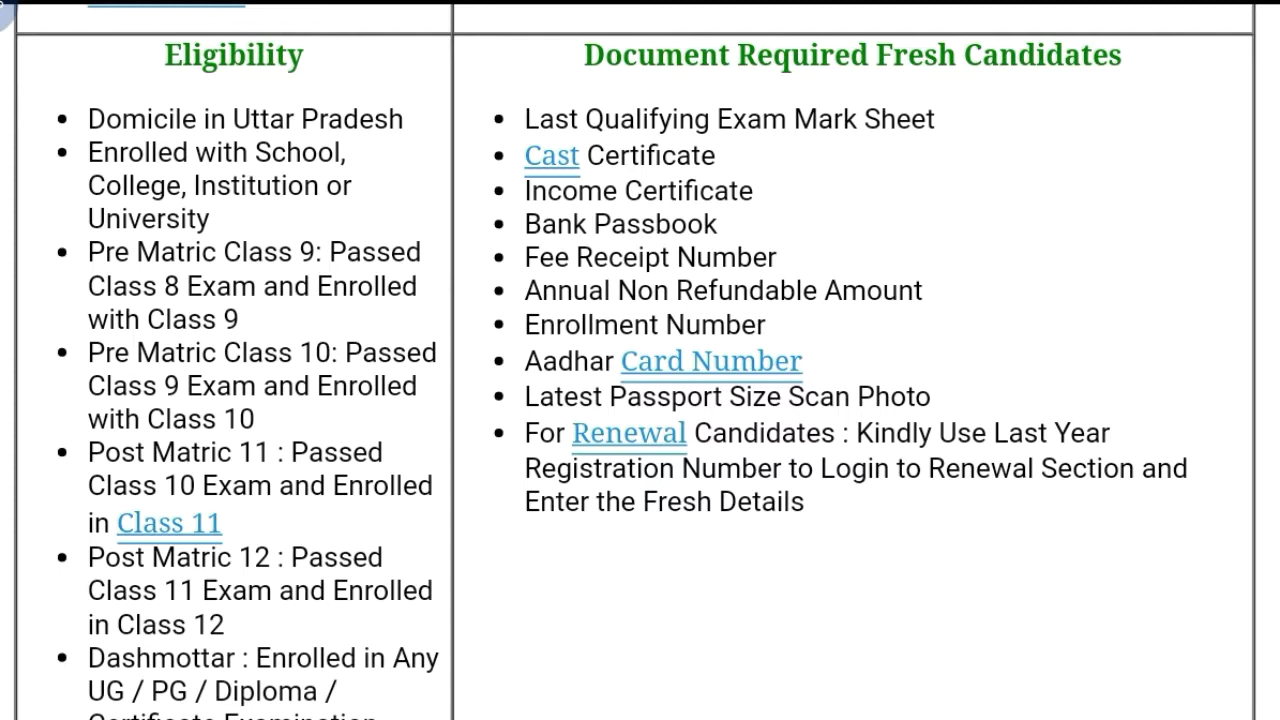 Eligibility
Domicile in Uttar Pradesh
Enrolled with School,
College, Institution or
University
Pre Matric Class 9: Passed
Class 8 Exam and Enrolled
with Class 9
Pre Matric Class 10: Passed
Class 9 Exam and Enrolled
with Class 10
Post Matric 11 : Passed
Class 10 Exam and Enrolled
in Class 11
Post Matric 12 : Passed
Class 11 Exam and Enrolled
in Class 12
Dashmottar : Enrolled in Any
UG / PG / Diploma /
Certificate Examination
Document Required Fresh Candidates
Last Qualifying Exam Mark Sheet
Cast Certificate
Income Certificate
Bank Passbook
Fee Receipt Number
Annual Non Refundable Amount
Enrollment Number
Aadhar Card Number
Latest Passport Size Scan Photo
For Renewal Candidates : Kindly Use Last Year
Registration Number to Login to Renewal Section and
Enter the Fresh Details